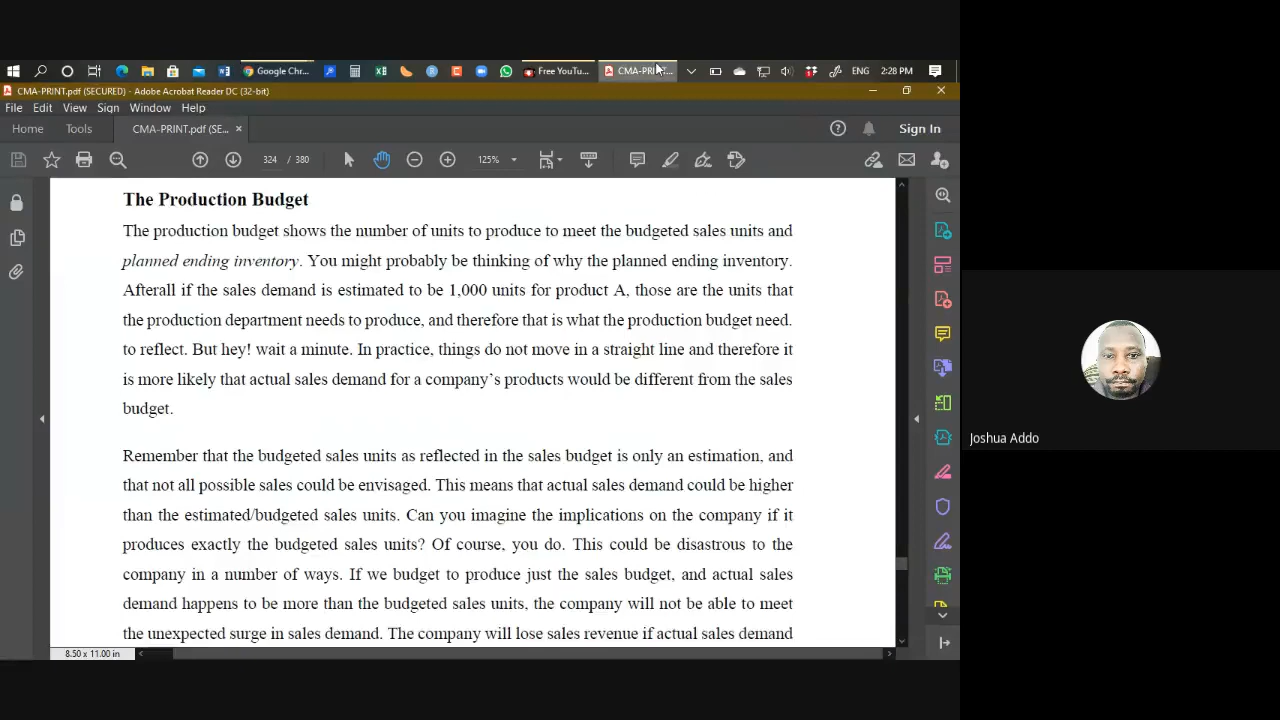 Google Chr...
Free YouTu...
CMA-PRINT...
ENG
2:28 PM
CMA-PRINT.pdf (SECURED) - Adobe Acrobat Reader DC (32-bit)
File Edit View Sign Window Help
Home Tools CMA-PRINT.pdf (SE... × Sign In
324 / 380 125%
The Production Budget
The production budget shows the number of units to produce to meet the budgeted sales units and
planned ending inventory. You might probably be thinking of why the planned ending inventory.
Afterall if the sales demand is estimated to be 1,000 units for product A, those are the units that
the production department needs to produce, and therefore that is what the production budget need.
to reflect. But hey! wait a minute. In practice, things do not move in a straight line and therefore it
is more likely that actual sales demand for a company's products would be different from the sales
budget.
Remember that the budgeted sales units as reflected in the sales budget is only an estimation, and
that not all possible sales could be envisaged. This means that actual sales demand could be higher
than the estimated/budgeted sales units. Can you imagine the implications on the company if it
produces exactly the budgeted sales units? Of course, you do. This could be disastrous to the
company in a number of ways. If we budget to produce just the sales budget, and actual sales
demand happens to be more than the budgeted sales units, the company will not be able to meet
the unexpected surge in sales demand. The company will lose sales revenue if actual sales demand
8.50 x 11.00 in
Joshua Addo